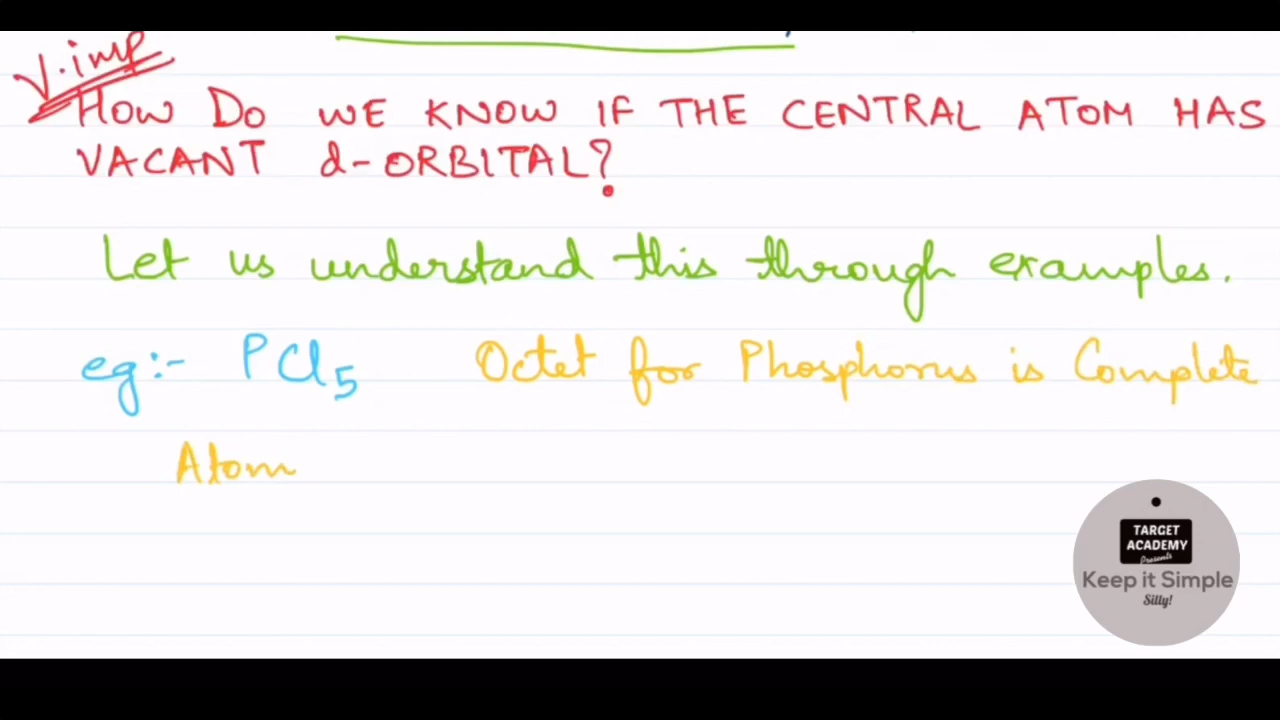 V.imp
HOW DO WE KNOW IF THE CENTRAL ATOM HAS
VACANT d-ORBITAL?
Let us understand this through examples.
eg:- PCl5 Octet for Phosphorus is Complete
Atom
TARGET
ACADEMY
Presents
Keep it Simple
Silly!